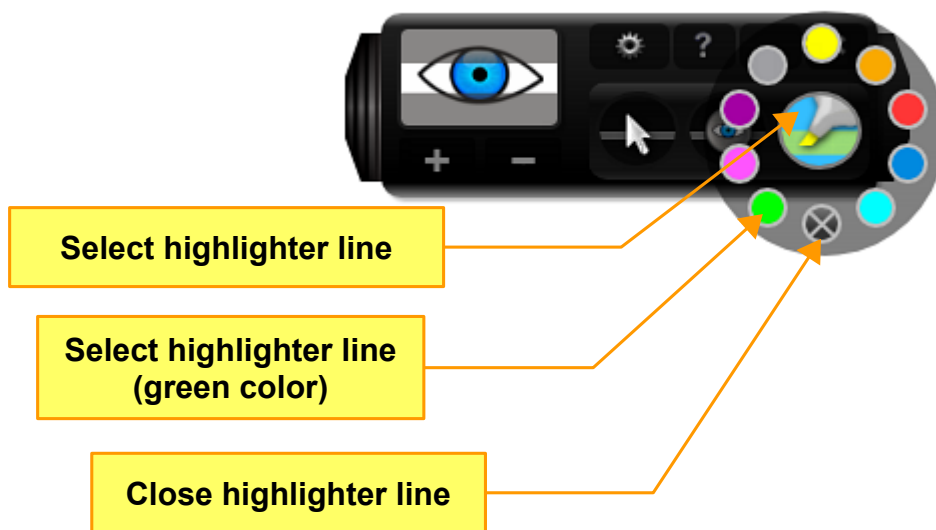 ?
+ −
Select highlighter line
Select highlighter line
(green color)
Close highlighter line